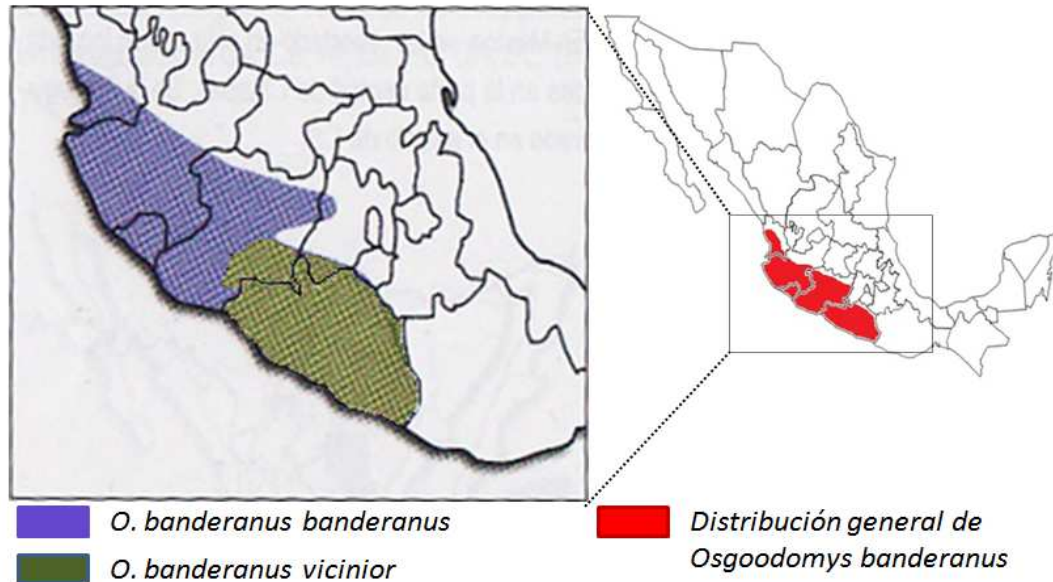 O. banderanus banderanus
O. banderanus vicinior
Distribución general de
Osgoodomys banderanus